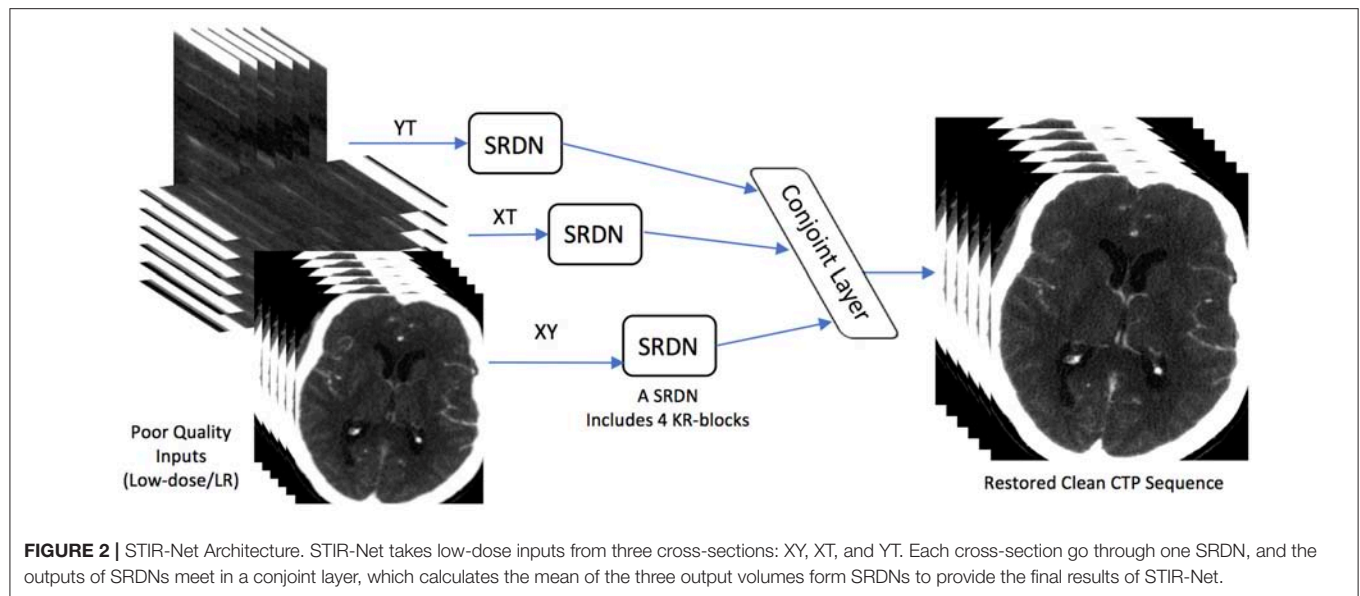 YT
SRDN
XT
SRDN
XY
SRDN
Conjoint Layer
A SRDN
Includes 4 KR-blocks
Poor Quality
Inputs
(Low-dose/LR)
Restored Clean CTP Sequence
FIGURE 2 | STIR-Net Architecture. STIR-Net takes low-dose inputs from three cross-sections: XY, XT, and YT. Each cross-section go through one SRDN, and the
outputs of SRDNs meet in a conjoint layer, which calculates the mean of the three output volumes form SRDNs to provide the final results of STIR-Net.